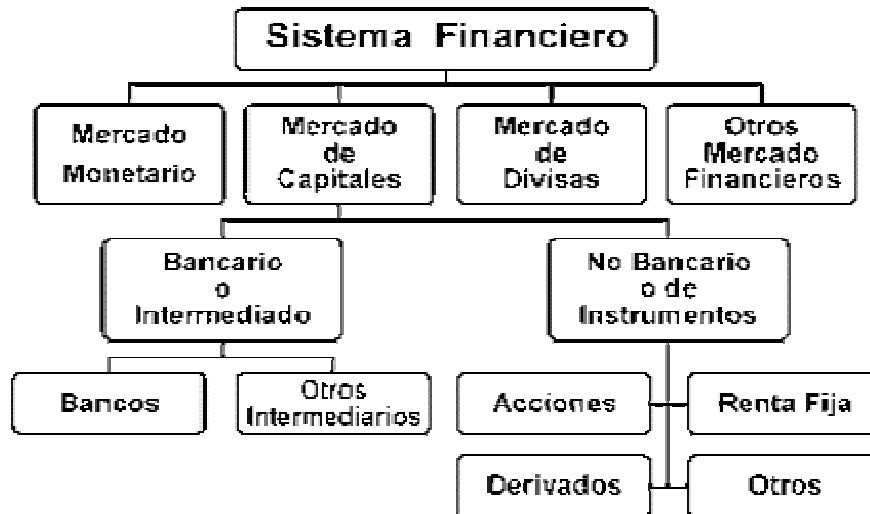 Sistema Financiero
Mercado
Monetario
Mercado
de
Capitales
Mercado
de
Divisas
Otros
Mercado
Financieros
Bancario
o
Intermediado
No Bancario
o de
Instrumentos
Bancos
Otros
Intermediarios
Acciones
Renta Fija
Derivados
Otros